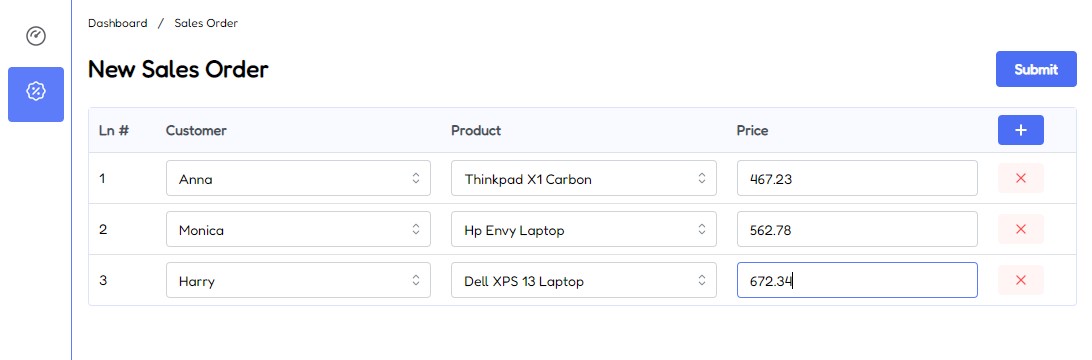 Dashboard / Sales Order
New Sales Order Submit
Ln # Customer Product Price +
1 Anna Thinkpad X1 Carbon 467.23
2 Monica Hp Envy Laptop 562.78
3 Harry Dell XPS 13 Laptop 672.34